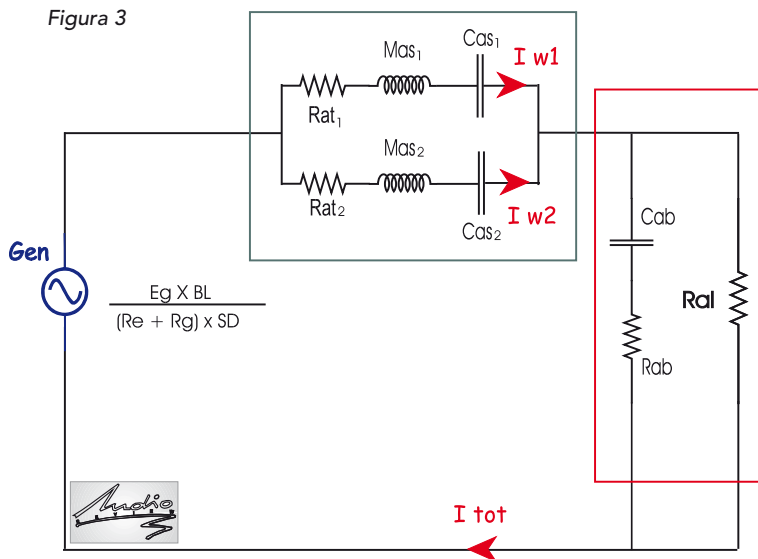 Figura 3
Mas₁
Cas₁
I w1
Rat₁
Mas₂
Rat₂
I w2
Cas₂
Gen
Eg X BL
(Re + Rg) x SD
Cab
Ral
Rab
Audio
I tot